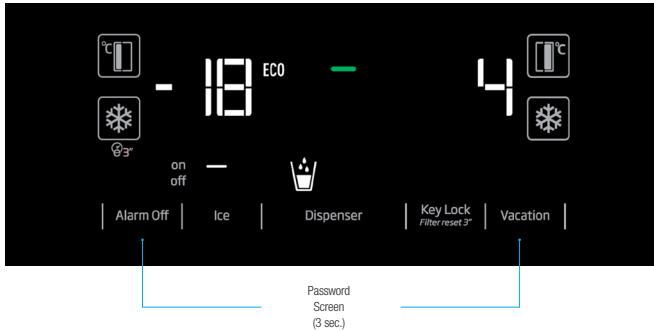 °C
-18 ECO
4
°C
3"
on
off
Alarm Off
Ice
Dispenser
Key Lock
Filter reset 3"
Vacation
Password
Screen
(3 sec.)